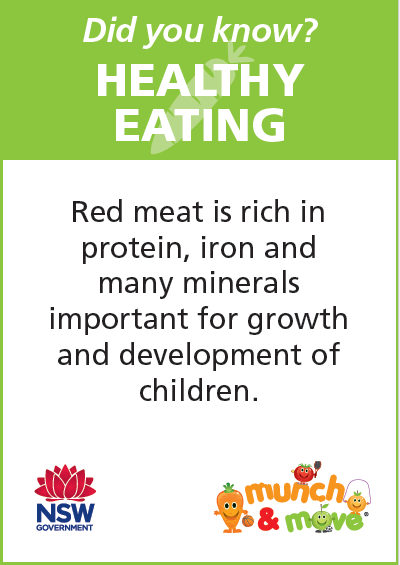 Did you know?
HEALTHY
EATING
Red meat is rich in
protein, iron and
many minerals
important for growth
and development of
children.
NSW
GOVERNMENT
munch
& move®